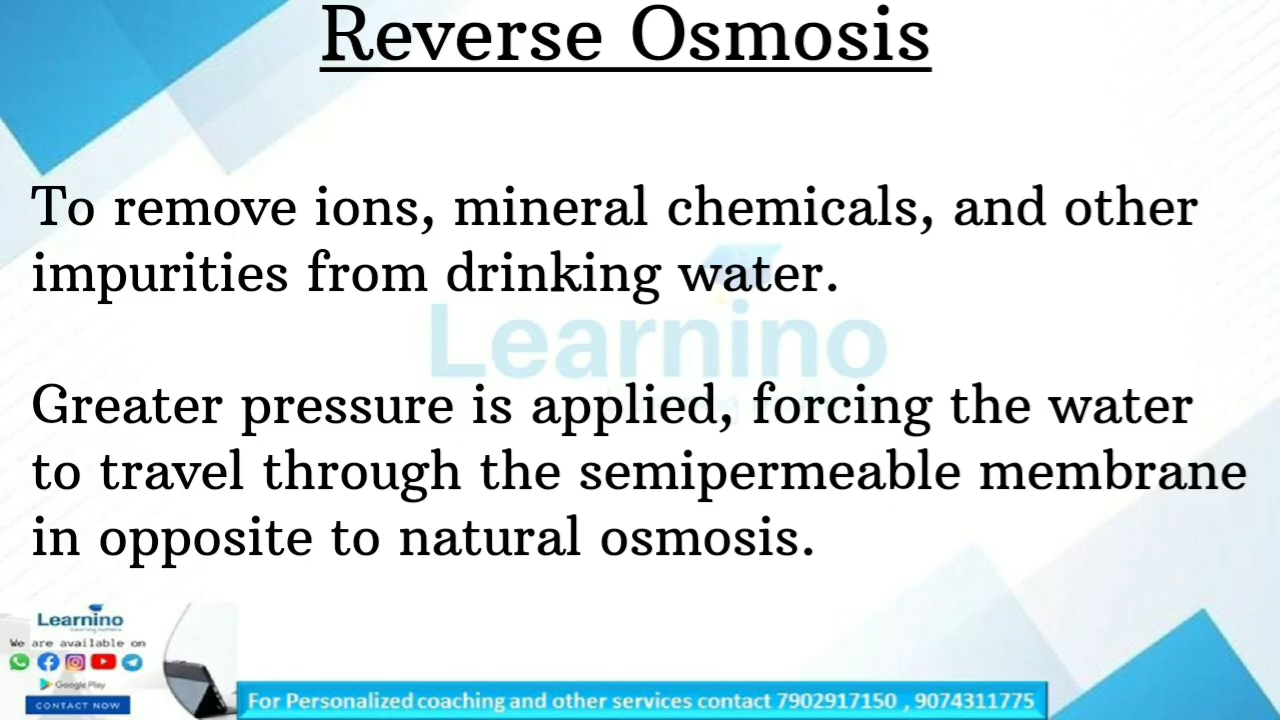 Reverse Osmosis
To remove ions, mineral chemicals, and other
impurities from drinking water.
Learnino
Greater pressure is applied, forcing the water
to travel through the semipermeable membrane
in opposite to natural osmosis.
Learnino
We are available on
Google Play
CONTACT NOW
For Personalized coaching and other services contact 7902917150 , 9074311775